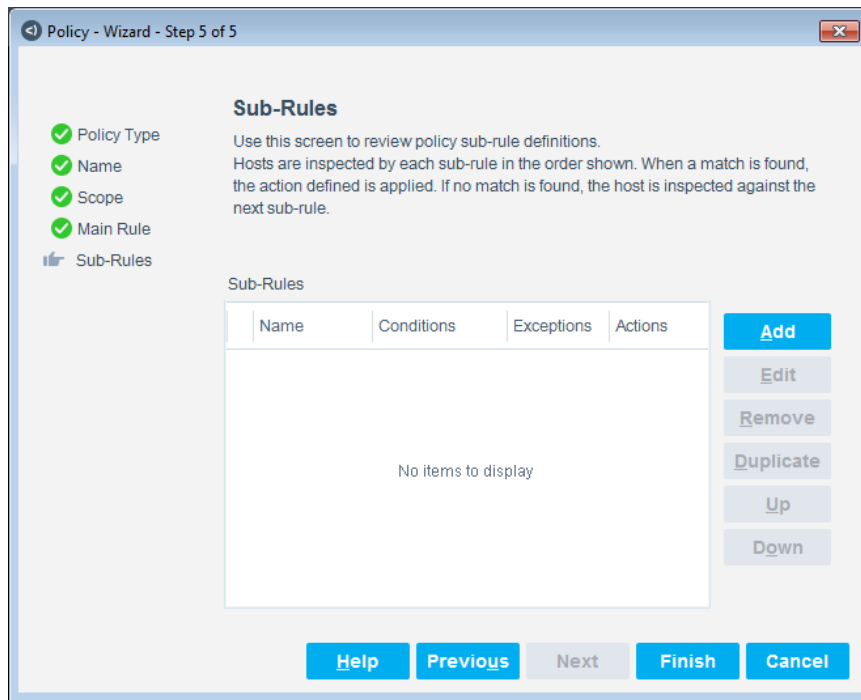 Policy - Wizard - Step 5 of 5
Policy Type
Name
Scope
Main Rule
Sub-Rules
Sub-Rules
Use this screen to review policy sub-rule definitions.
Hosts are inspected by each sub-rule in the order shown. When a match is found,
the action defined is applied. If no match is found, the host is inspected against the
next sub-rule.
Sub-Rules
Name Conditions Exceptions Actions
No items to display
Add
Edit
Remove
Duplicate
Up
Down
Help Previous Next Finish Cancel